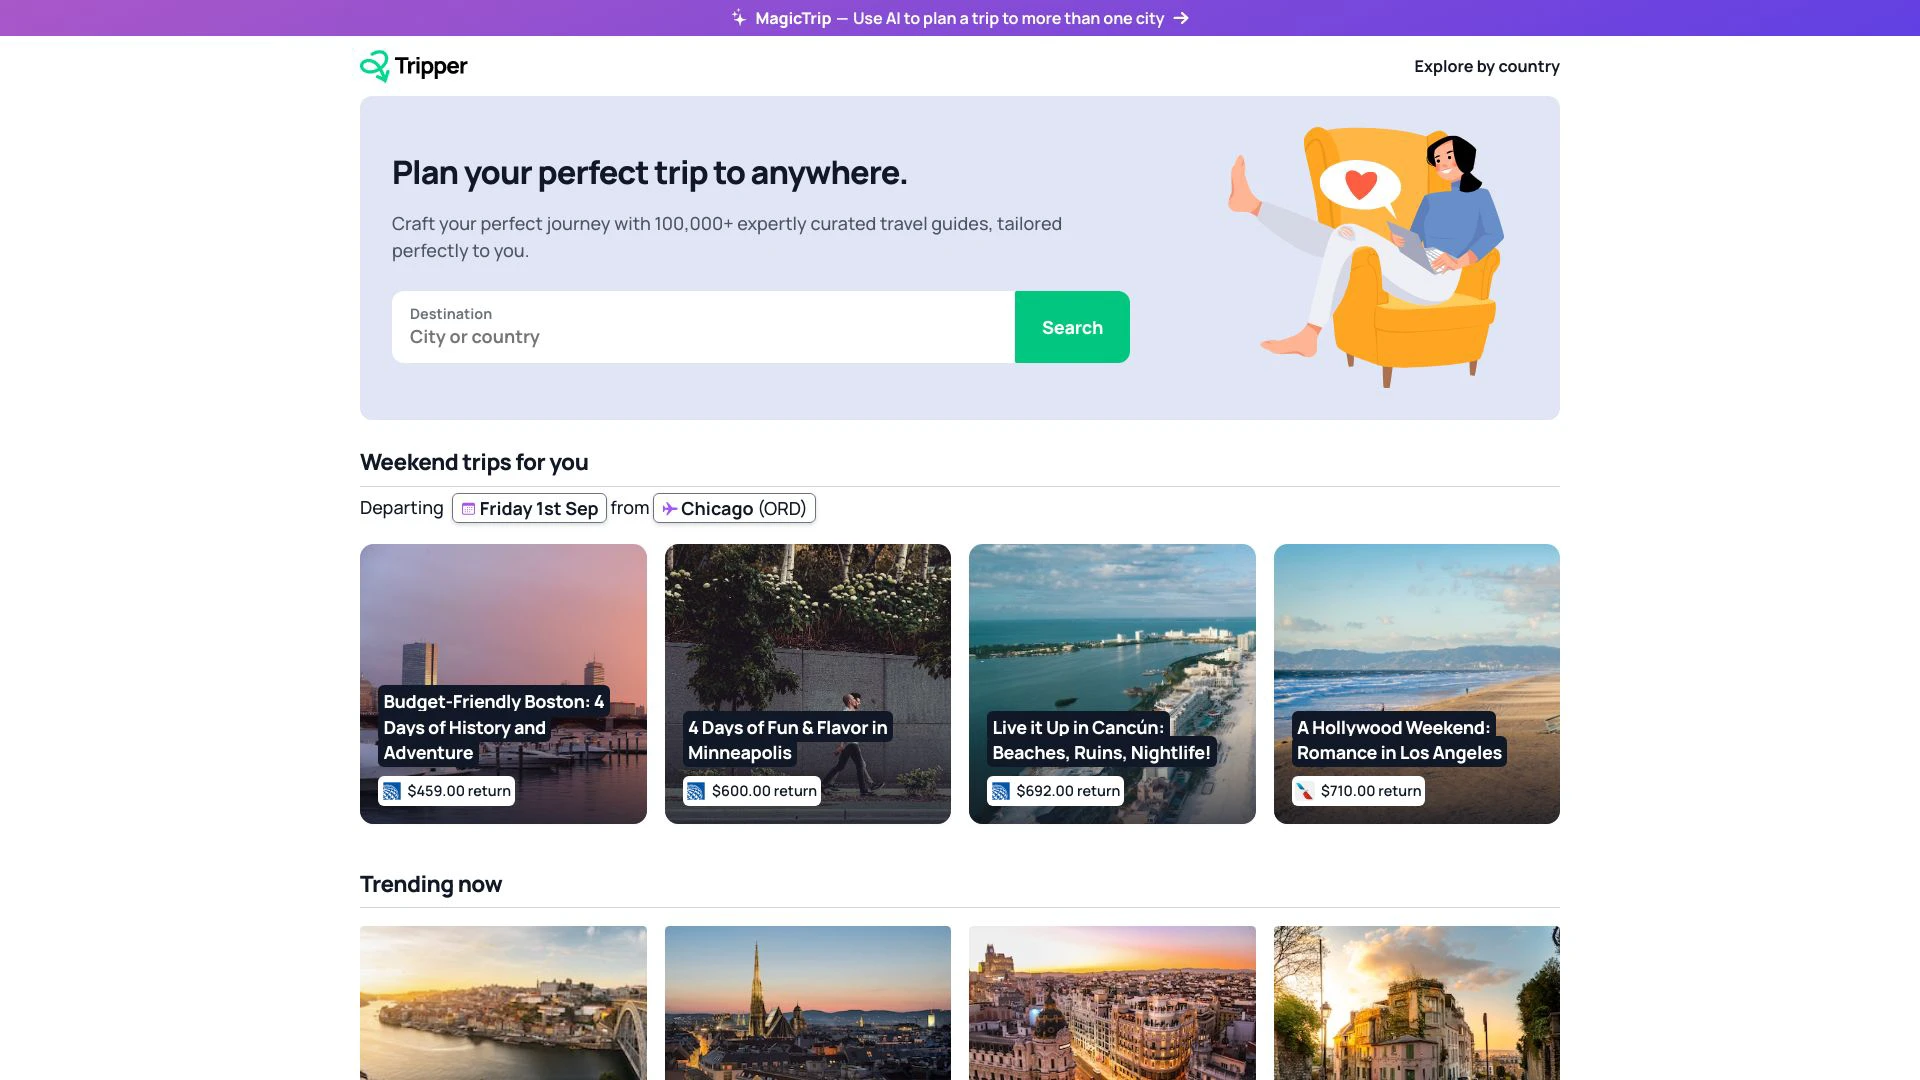 MagicTrip — Use AI to plan a trip to more than one city
Tripper
Explore by country
Plan your perfect trip to anywhere.
Craft your perfect journey with 100,000+ expertly curated travel guides, tailored
perfectly to you.
Destination
City or country
Search
Weekend trips for you
Departing Friday 1st Sep from Chicago (ORD)
Budget-Friendly Boston: 4
Days of History and
Adventure
$459.00 return
4 Days of Fun & Flavor in
Minneapolis
$600.00 return
Live it Up in Cancún:
Beaches, Ruins, Nightlife!
$692.00 return
A Hollywood Weekend:
Romance in Los Angeles
$710.00 return
Trending now